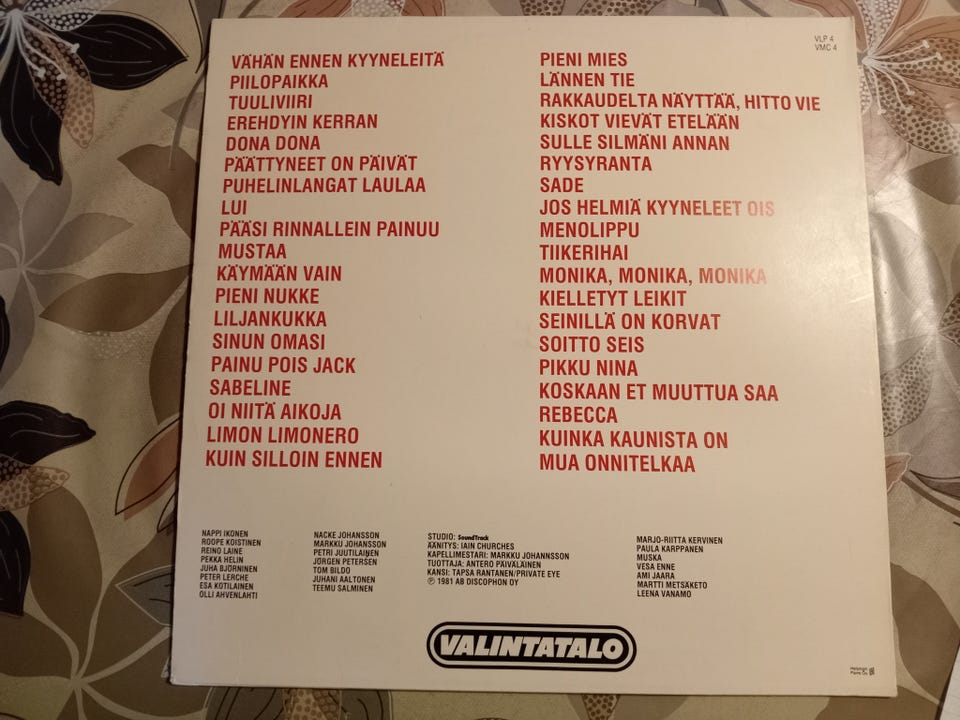 VLP 4
VMC 4
VÄHÄN ENNEN KYYNELEITÄ
PIILOPAIKKA
TUULIVIIRI
EREHDYIN KERRAN
DONA DONA
PÄÄTTYNEET ON PÄIVÄT
PUHELINLANGAT LAULAA
LUI
PÄÄSI RINNALLEIN PAINUU
MUSTAA
KÄYMÄÄN VAIN
PIENI NUKKE
LILJANKUKKA
SINUN OMASI
PAINU POIS JACK
SABELINE
OI NIITÄ AIKOJA
LIMON LIMONERO
KUIN SILLOIN ENNEN
PIENI MIES
LÄNNEN TIE
RAKKAUDELTA NÄYTTÄÄ, HITTO VIE
KISKOT VIEVÄT ETELÄÄN
SULLE SILMÄNI ANNAN
RYYSYRANTA
SADE
JOS HELMIÄ KYYNELEET OIS
MENOLIPPU
TIIKERIHAI
MONIKA, MONIKA, MONIKA
KIELLETYT LEIKIT
SEINILLÄ ON KORVAT
SOITTO SEIS
PIKKU NINA
KOSKAAN ET MUUTTUA SAA
REBECCA
KUINKA KAUNISTA ON
MUA ONNITELKAA
NAPPI IKONEN
ROOPE KOISTINEN
REINO LAINE
PEKKA HELIN
JUHA BJÖRNINEN
PETER LERCHE
ESA KOTILAINEN
OLLI AHVENLAHTI
NACKE JOHANSSON
MARKKU JOHANSSON
PETRI JUUTILAINEN
JÖRGEN PETERSEN
TOM BILDO
JUHANI AALTONEN
TEEMU SALMINEN
STUDIO: SoundTrack
ÄÄNITYS: IAIN CHURCHES
KAPELLIMESTARI: MARKKU JOHANNSSON
TUOTTAJA: ANTERO PÄIVÄLÄINEN
KANSI: TAPSA RANTANEN/PRIVATE EYE
℗ 1981 AB DISCOPHON OY
MARJO-RIITTA KERVINEN
PAULA KARPPANEN
MUSKA
VESA ENNE
AMI JAARA
MARTTI METSÄKETO
LEENA VANAMO
VALINTATALO
Helsingin
Paino Oy